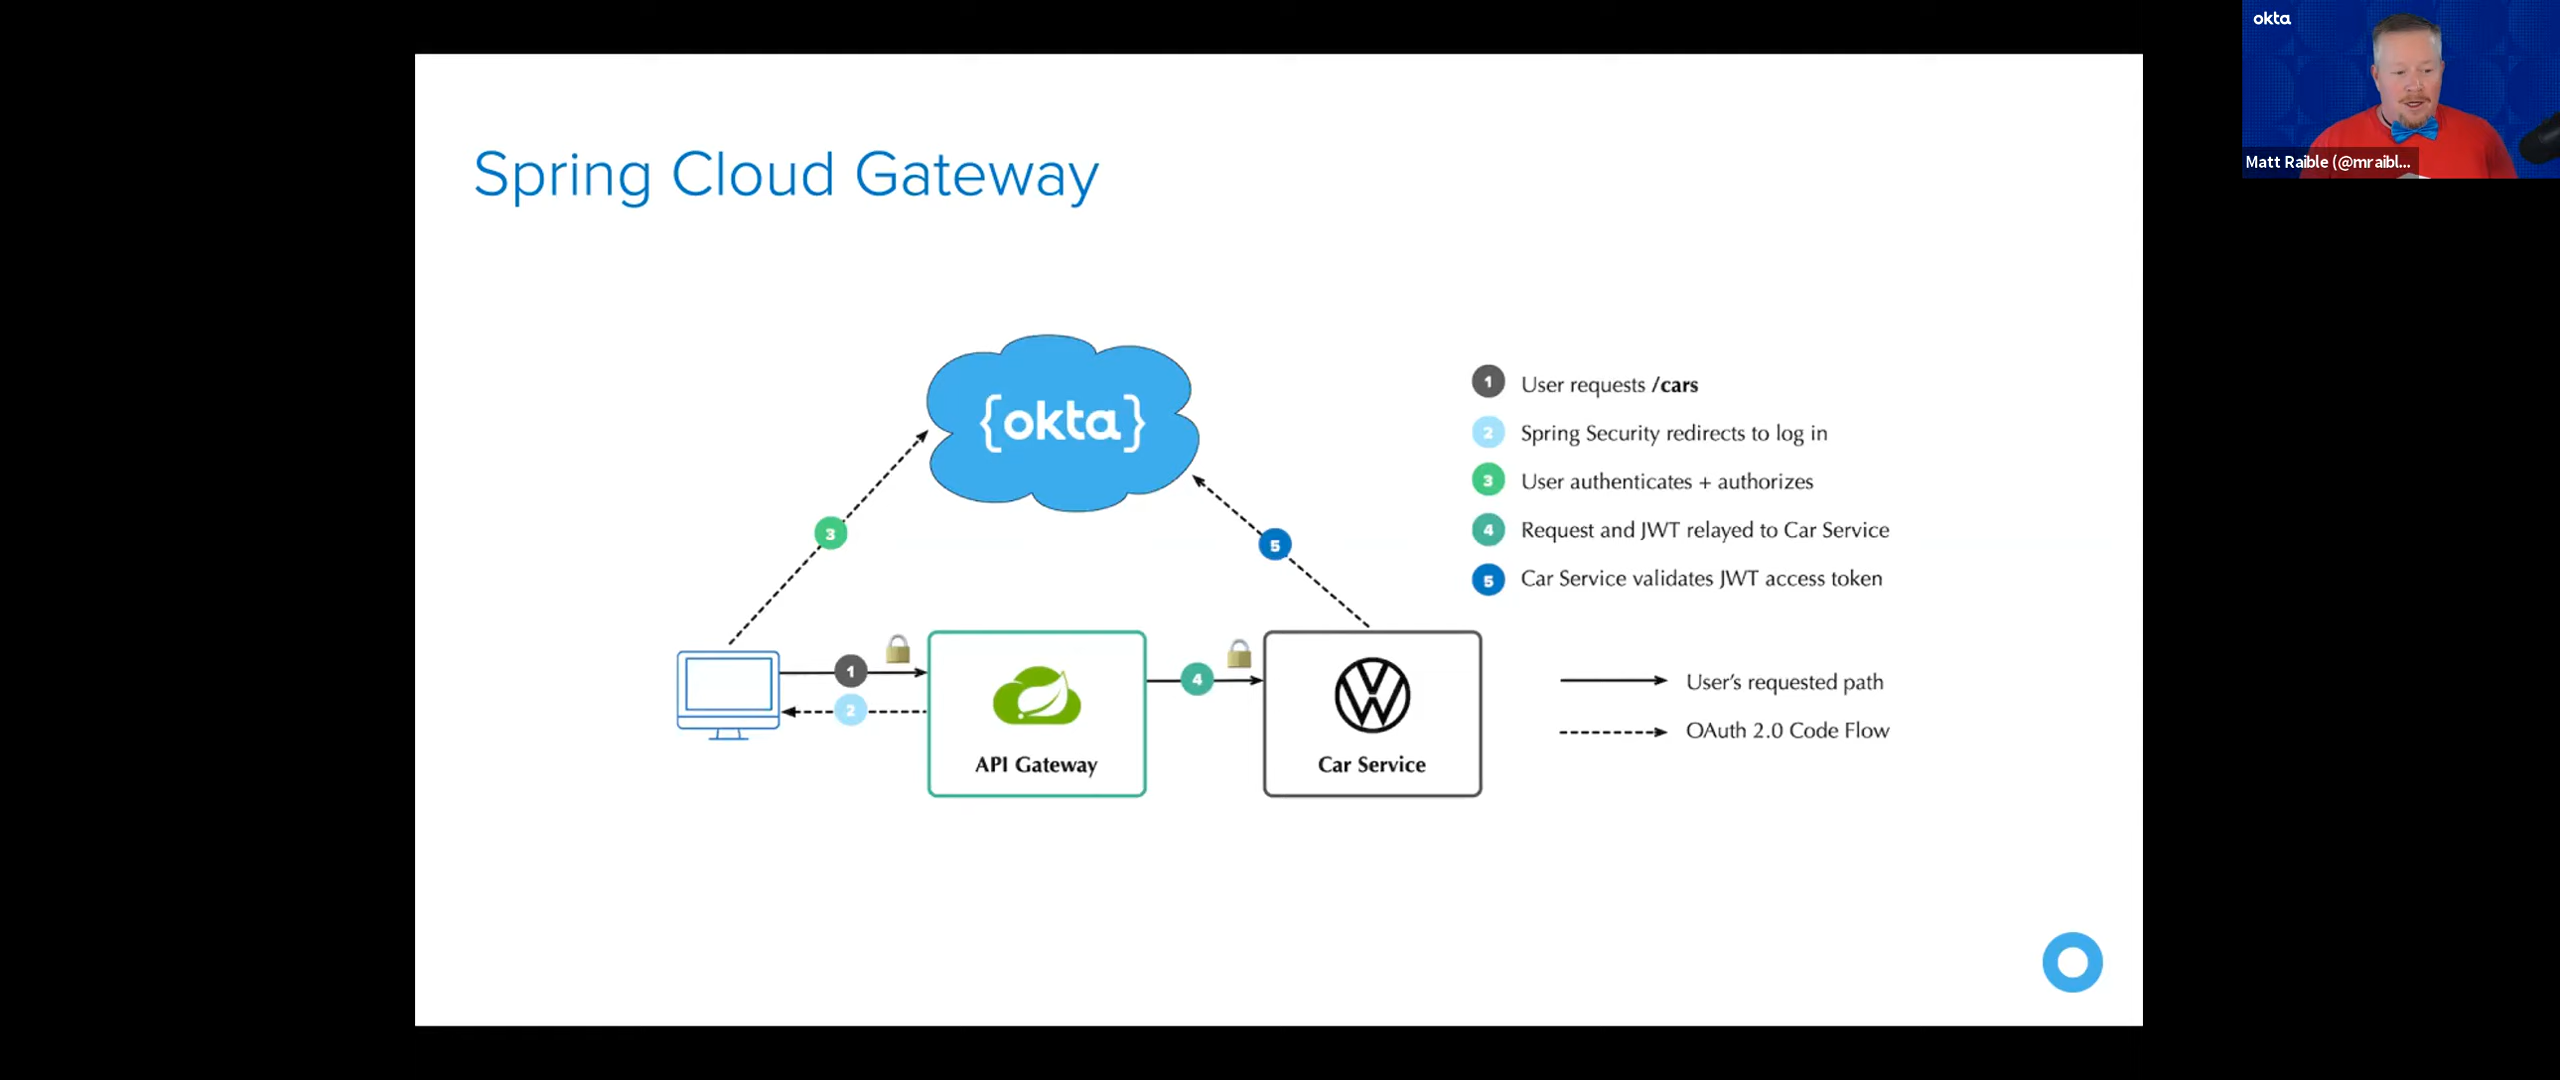 okta
Matt Raible (@mraibl...
Spring Cloud Gateway
{okta}
1 User requests /cars
2 Spring Security redirects to log in
3 User authenticates + authorizes
4 Request and JWT relayed to Car Service
5 Car Service validates JWT access token
3
5
1
2
4
API Gateway
Car Service
User's requested path
OAuth 2.0 Code Flow